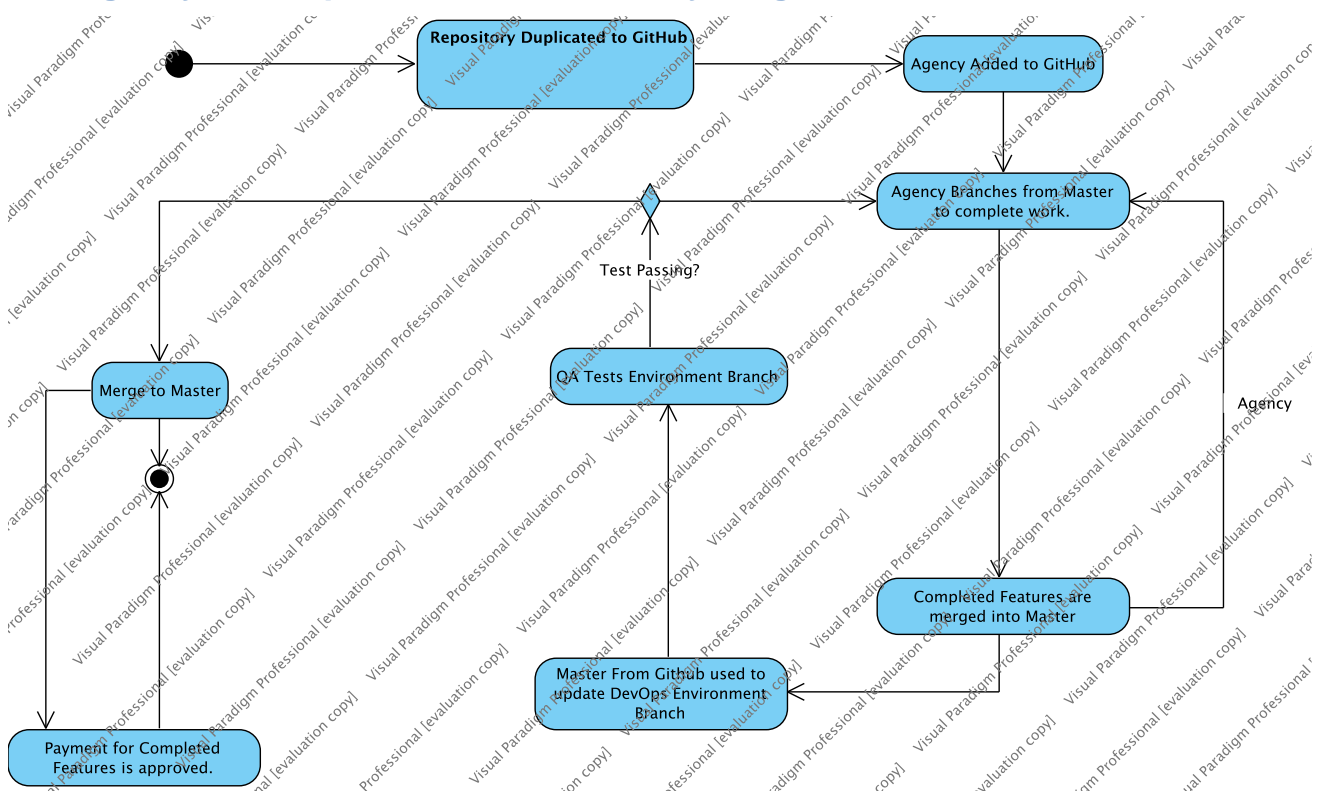 Repository Duplicated to GitHub
Agency Added to GitHub
Agency Branches from Master
to complete work.
Test Passing?
QA Tests Environment Branch
Merge to Master
Agency
Completed Features are
merged into Master
Master From Github used to
update DevOps Environment
Branch
Payment for Completed
Features is approved.
Visual Paradigm Professional [evaluation copy]